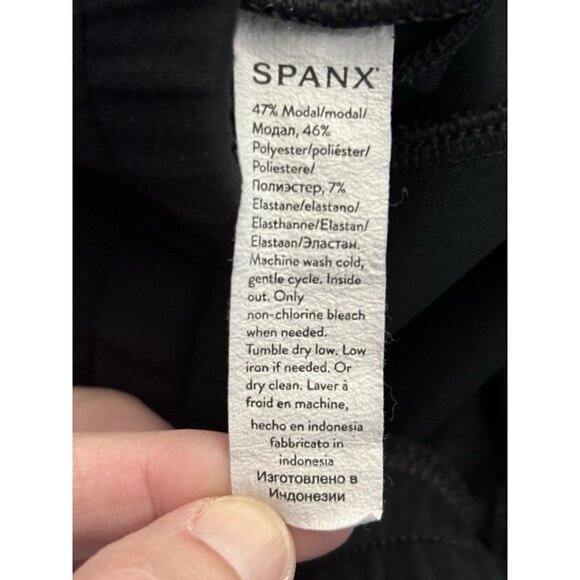 SPANX
47% Modal/modal/
Модал, 46%
Polyester/poliéster/
Poliestere/
Полиэстер, 7%
Elastane/elastano/
Elasthanne/Elastan/
Elastaan/Эластан.
Machine wash cold,
gentle cycle. Inside
out. Only
non-chlorine bleach
when needed.
Tumble dry low. Low
iron if needed. Or
dry clean. Laver à
froid en machine,
hecho en indonesia
fabbricato in
indonesia
Изготовлено в
Индонезии